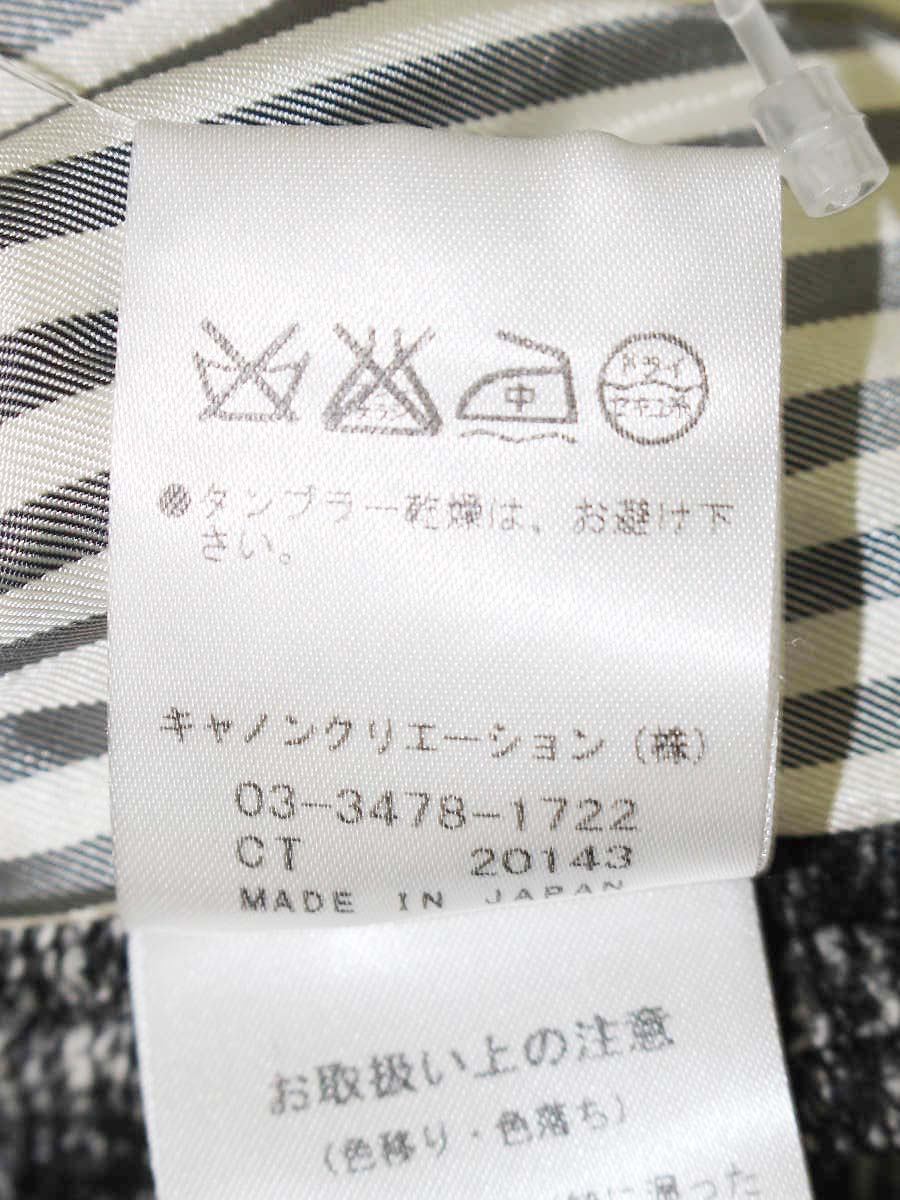 中
ドライ
セキユ系
●タンブラー乾燥は、お避け下
さい。
キャノンクリエーション(株)
03-3478-1722
CT 20143
MADE IN JAPAN
お取扱い上の注意
(色移り・色落ち)